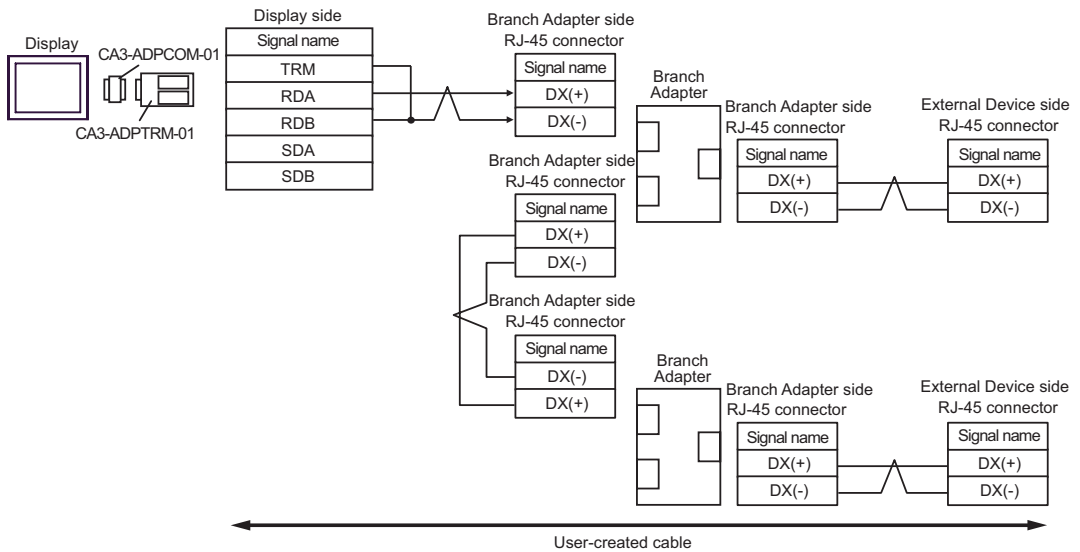 Display
CA3-ADPCOM-01
CA3-ADPTRM-01
Display side
Signal name
TRM
RDA
RDB
SDA
SDB
Branch Adapter side
RJ-45 connector
Signal name
DX(+)
DX(-)
Branch
Adapter
Branch Adapter side
RJ-45 connector
Signal name
DX(+)
DX(-)
External Device side
RJ-45 connector
Signal name
DX(+)
DX(-)
Branch Adapter side
RJ-45 connector
Signal name
DX(+)
DX(-)
Branch Adapter side
RJ-45 connector
Signal name
DX(-)
DX(+)
Branch
Adapter
Branch Adapter side
RJ-45 connector
Signal name
DX(+)
DX(-)
External Device side
RJ-45 connector
Signal name
DX(+)
DX(-)
User-created cable